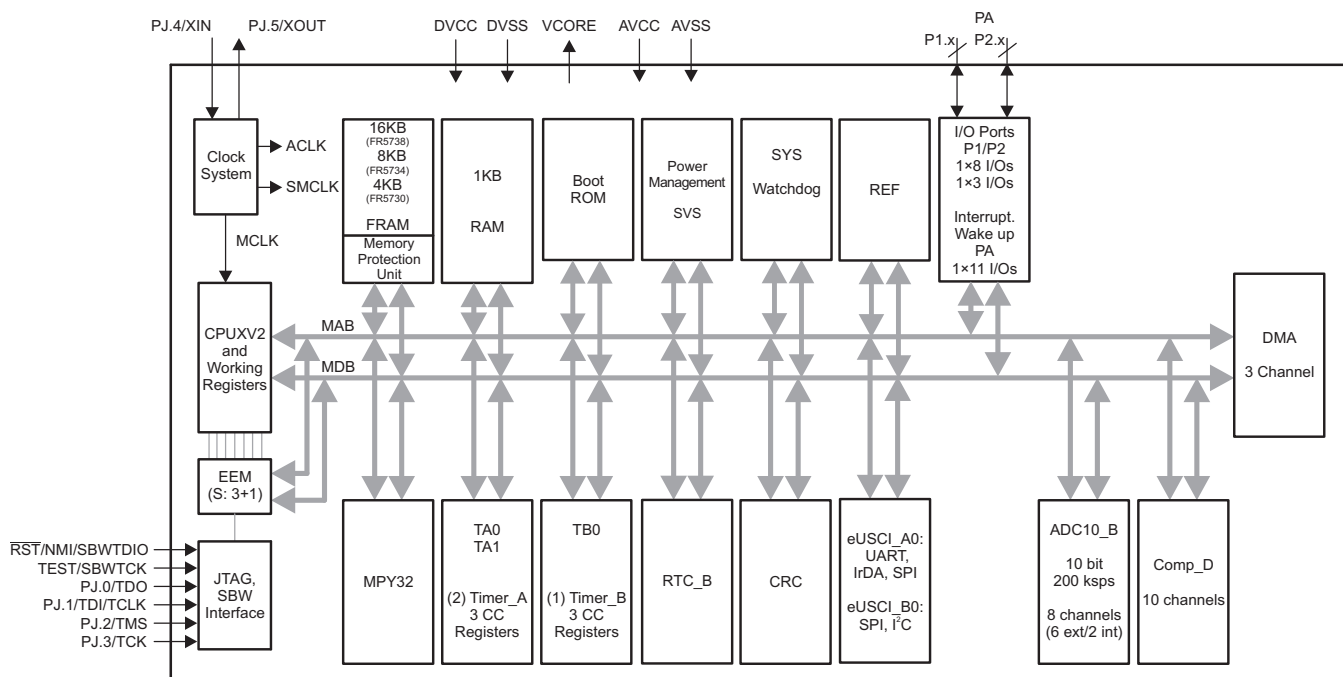 PJ.4/XIN
PJ.5/XOUT
DVCC
DVSS
VCORE
AVCC
AVSS
PA
P1.x
P2.x
Clock
System
ACLK
SMCLK
MCLK
16KB
(FR5738)
8KB
(FR5734)
4KB
(FR5730)
FRAM
Memory
Protection
Unit
1KB
RAM
Boot
ROM
Power
Management
SVS
SYS
Watchdog
REF
I/O Ports
P1/P2
1×8 I/Os
1×3 I/Os
Interrupt.
Wake up
PA
1×11 I/Os
CPUXV2
and
Working
Registers
MAB
MDB
DMA
3 Channel
EEM
(S: 3+1)
RST/NMI/SBWTDIO
TEST/SBWTCK
PJ.0/TDO
PJ.1/TDI/TCLK
PJ.2/TMS
PJ.3/TCK
JTAG,
SBW
Interface
MPY32
TA0
TA1
(2) Timer_A
3 CC
Registers
TB0
(1) Timer_B
3 CC
Registers
RTC_B
CRC
eUSCI_A0:
UART,
IrDA, SPI
eUSCI_B0:
SPI, I²C
ADC10_B
10 bit
200 ksps
8 channels
(6 ext/2 int)
Comp_D
10 channels